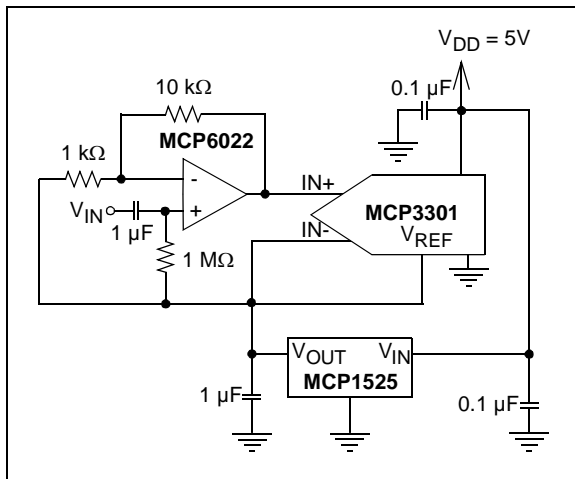 V_DD = 5V
0.1 µF
10 kΩ
MCP6022
1 kΩ
-
+
V_IN
1 µF
1 MΩ
IN+
IN-
MCP3301
V_REF
V_OUT
V_IN
MCP1525
1 µF
0.1 µF